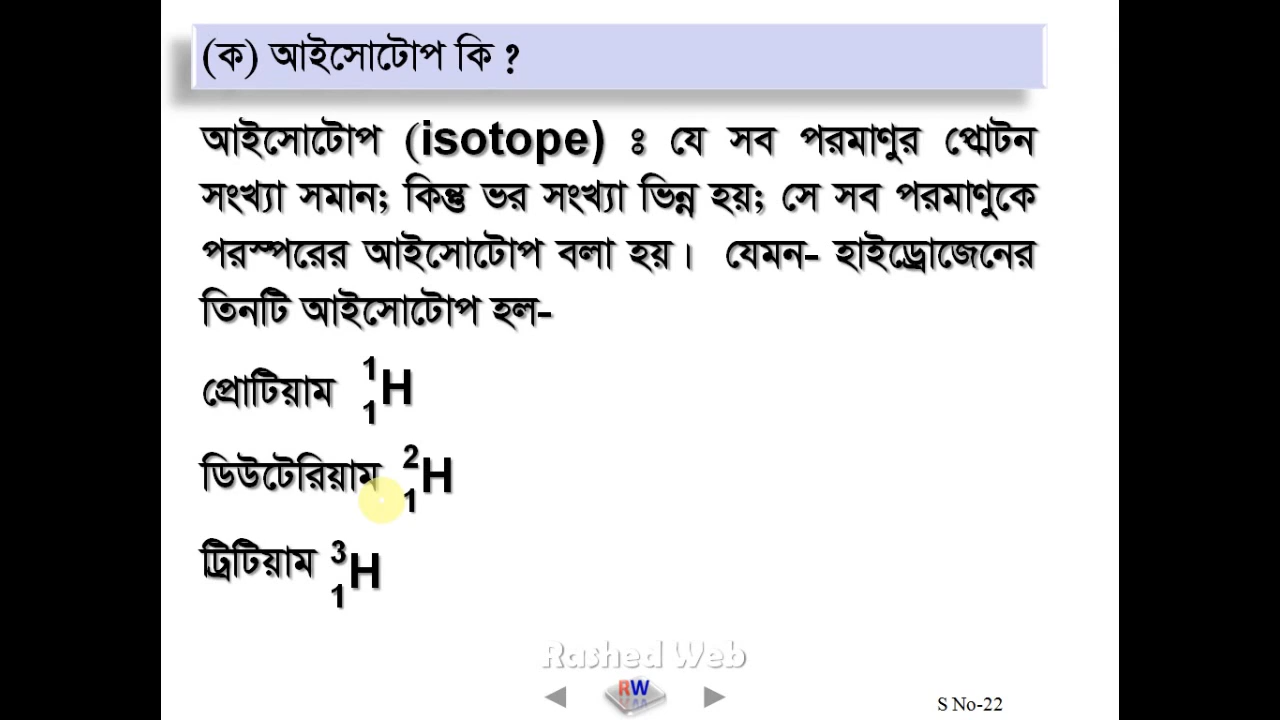 (ক) আইসোটোপ কি ?
আইসোটোপ (isotope) ঃ যে সব পরমাণুর প্রোটন
সংখ্যা সমান; কিন্তু ভর সংখ্যা ভিন্ন হয়; সে সব পরমাণুকে
পরস্পরের আইসোটোপ বলা হয়। যেমন- হাইড্রোজেনের
তিনটি আইসোটোপ হল-
প্রোটিয়াম ¹₁H
ডিউটেরিয়াম ²₁H
ট্রিটিয়াম ³₁H
Rashed Web
RW
S No-22